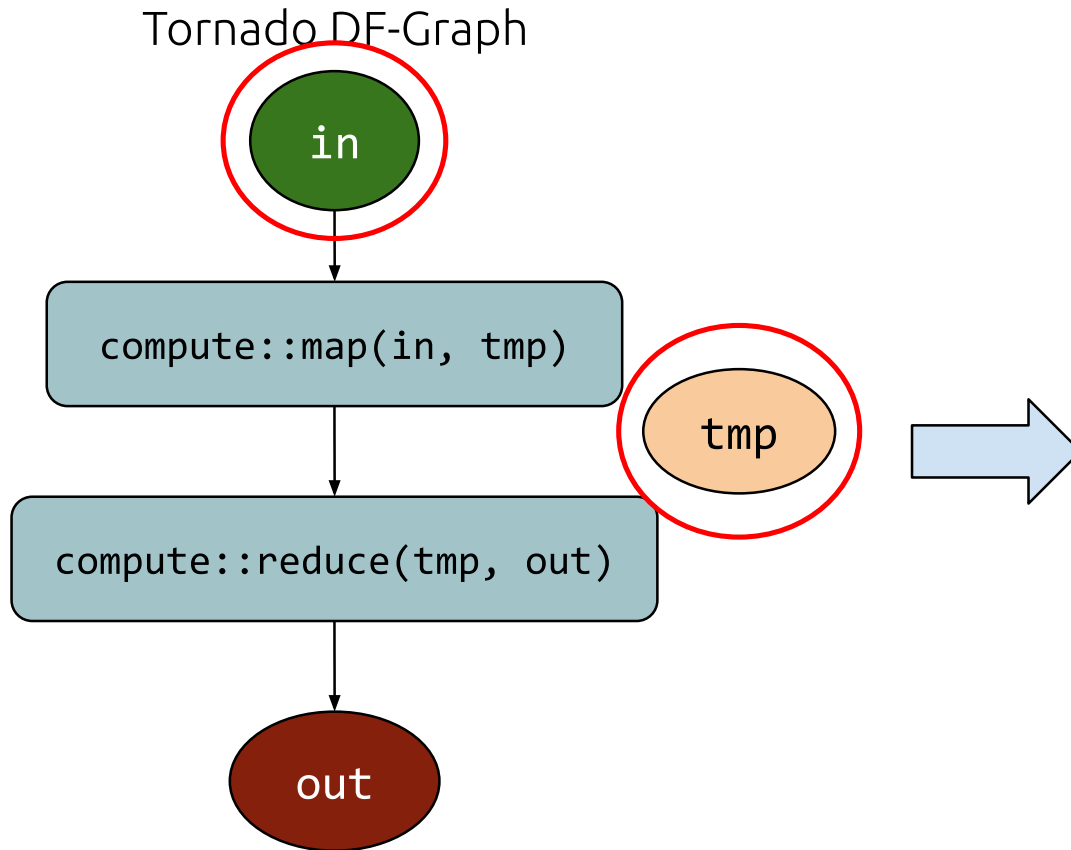 Tornado DF-Graph
in
compute::map(in, tmp)
tmp
compute::reduce(tmp, out)
out